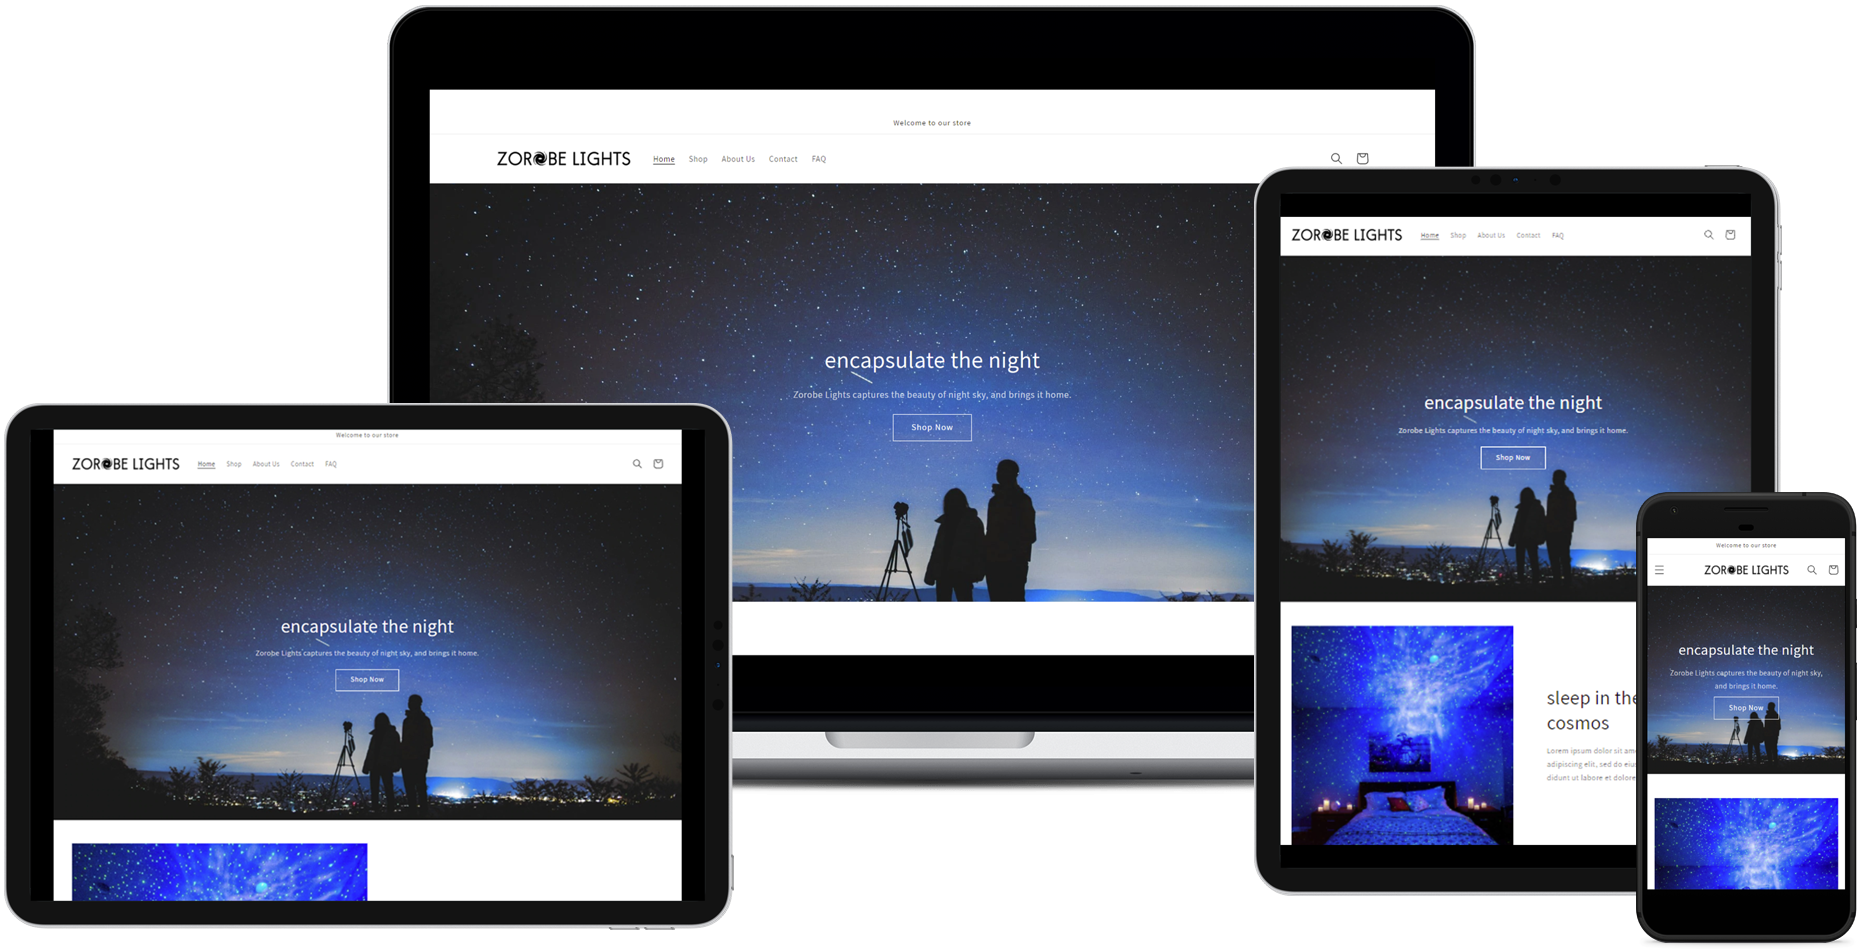 Welcome to our store
ZOROBE LIGHTS Home Shop About Us Contact FAQ
encapsulate the night
Zorobe Lights captures the beauty of night sky, and brings it home.
Shop Now
Welcome to our store
ZOROBE LIGHTS Home Shop About Us Contact FAQ
encapsulate the night
Zorobe Lights captures the beauty of night sky, and brings it home.
Shop Now
ZOROBE LIGHTS Home Shop About Us Contact FAQ
encapsulate the night
Zorobe Lights captures the beauty of night sky, and brings it home.
Shop Now
sleep in the
cosmos
Lorem ipsum dolor sit am
adipiscing elit, sed do eius
didunt ut labore et dolore
Welcome to our store
ZOROBE LIGHTS
encapsulate the night
Zorobe Lights captures the beauty of night sky,
and brings it home.
Shop Now